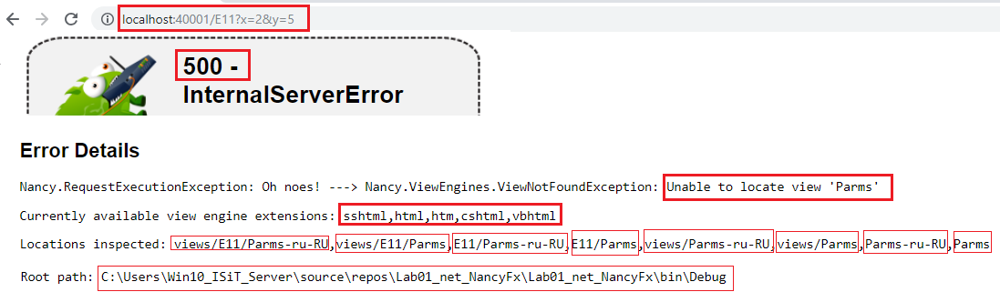 localhost:40001/E11?x=2&y=5
500 -
InternalServerError
Error Details
Nancy.RequestExecutionException: Oh noes! ---> Nancy.ViewEngines.ViewNotFoundException: Unable to locate view 'Parms'
Currently available view engine extensions: sshtml,html,htm,cshtml,vbhtml
Locations inspected: views/E11/Parms-ru-RU,views/E11/Parms,E11/Parms-ru-RU,E11/Parms,views/Parms-ru-RU,views/Parms,Parms-ru-RU,Parms
Root path: C:\Users\Win10_ISiT_Server\source\repos\Lab01_net_NancyFx\Lab01_net_NancyFx\bin\Debug